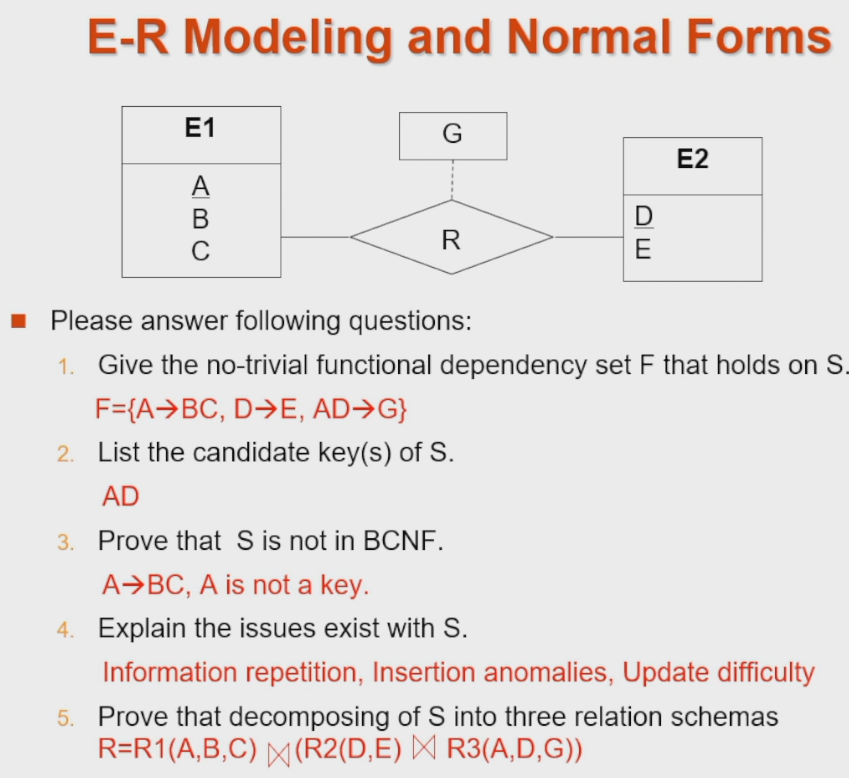 E-R Modeling and Normal Forms
E1
A
B
C
G
R
E2
D
E
■ Please answer following questions:
1. Give the no-trivial functional dependency set F that holds on S.
F={A→BC, D→E, AD→G}
2. List the candidate key(s) of S.
AD
3. Prove that S is not in BCNF.
A→BC, A is not a key.
4. Explain the issues exist with S.
Information repetition, Insertion anomalies, Update difficulty
5. Prove that decomposing of S into three relation schemas
R=R1(A,B,C) ⋈ (R2(D,E) ⋈ R3(A,D,G))